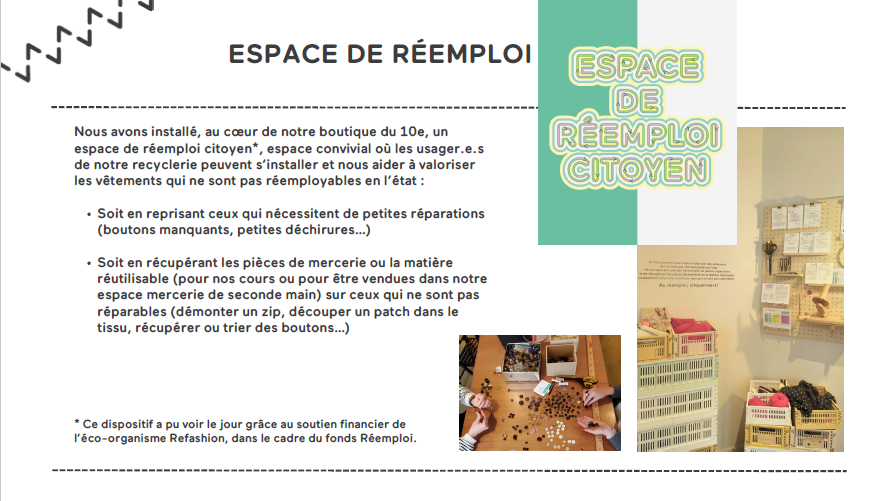 ESPACE DE RÉEMPLOI
ESPACE
DE
RÉEMPLOI
CITOYEN
Nous avons installé, au cœur de notre boutique du 10e, un
espace de réemploi citoyen*, espace convivial où les usager.e.s
de notre recyclerie peuvent s’installer et nous aider à valoriser
les vêtements qui ne sont pas réemployables en l’état :
• Soit en reprisant ceux qui nécessitent de petites réparations
(boutons manquants, petites déchirures...)
• Soit en récupérant les pièces de mercerie ou la matière
réutilisable (pour nos cours ou pour être vendues dans notre
espace mercerie de seconde main) sur ceux qui ne sont pas
réparables (démonter un zip, découper un patch dans le
tissu, récupérer ou trier des boutons...)
Au réemploi, citoyen•nes!
* Ce dispositif a pu voir le jour grâce au soutien financier de
l’éco-organisme Refashion, dans le cadre du fonds Réemploi.